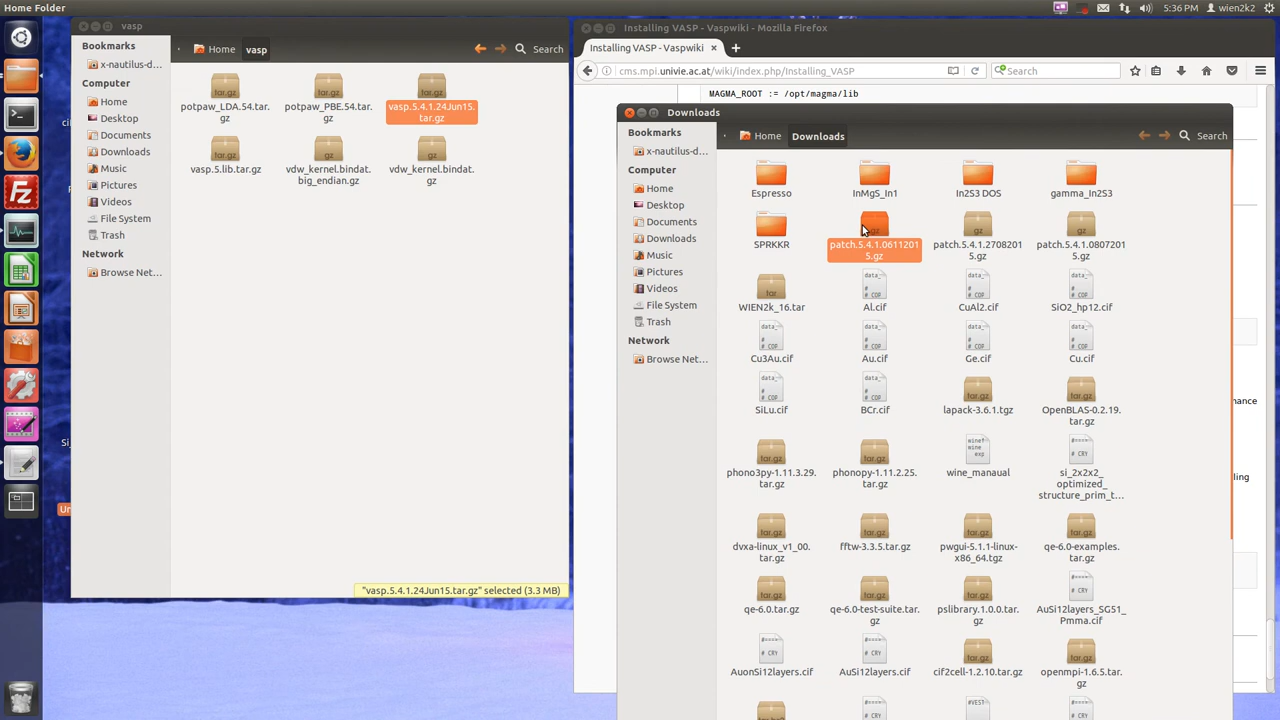 Home Folder
5:36 PM
wien2k2
vasp
Bookmarks
x-nautilus-d...
Computer
Home
Desktop
Documents
Downloads
Music
Pictures
Videos
File System
Trash
Network
Browse Net...
Home
vasp
Search
potpaw_LDA.54.tar.
gz
potpaw_PBE.54.tar.
gz
vasp.5.4.1.24Jun15.
tar.gz
vasp.5.lib.tar.gz
vdw_kernel.bindat.
big_endian.gz
vdw_kernel.bindat.
gz
"vasp.5.4.1.24Jun15.tar.gz" selected (3.3 MB)
Installing VASP - Vaspwiki - Mozilla Firefox
Installing VASP - Vaspwiki
cms.mpi.univie.ac.at/wiki/index.php/Installing_VASP
Search
MAGMA_ROOT := /opt/magma/lib
Downloads
Bookmarks
x-nautilus-d...
Computer
Home
Desktop
Documents
Downloads
Music
Pictures
Videos
File System
Trash
Network
Browse Net...
Home
Downloads
Search
Espresso
InMgS_In1
In2S3 DOS
gamma_In2S3
SPRKKR
patch.5.4.1.0611201
5.gz
patch.5.4.1.2708201
5.gz
patch.5.4.1.0807201
5.gz
WIEN2k_16.tar
Al.cif
CuAl2.cif
SiO2_hp12.cif
Cu3Au.cif
Au.cif
Ge.cif
Cu.cif
SiLu.cif
BCr.cif
lapack-3.6.1.tgz
OpenBLAS-0.2.19.
tar.gz
phono3py-1.11.3.29.
tar.gz
phonopy-1.11.2.25.
tar.gz
wine_manaual
si_2x2x2_
optimized_
structure_prim_t...
dvxa-linux_v1_00.
tar.gz
fftw-3.3.5.tar.gz
pwgui-5.1.1-linux-
x86_64.tgz
qe-6.0-examples.
tar.gz
qe-6.0.tar.gz
qe-6.0-test-suite.tar.
gz
pslibrary.1.0.0.tar.
gz
AuSi12layers_SG51_
Pmma.cif
AuonSi12layers.cif
AuSi12layers.cif
cif2cell-1.2.10.tar.gz
openmpi-1.6.5.tar.
gz